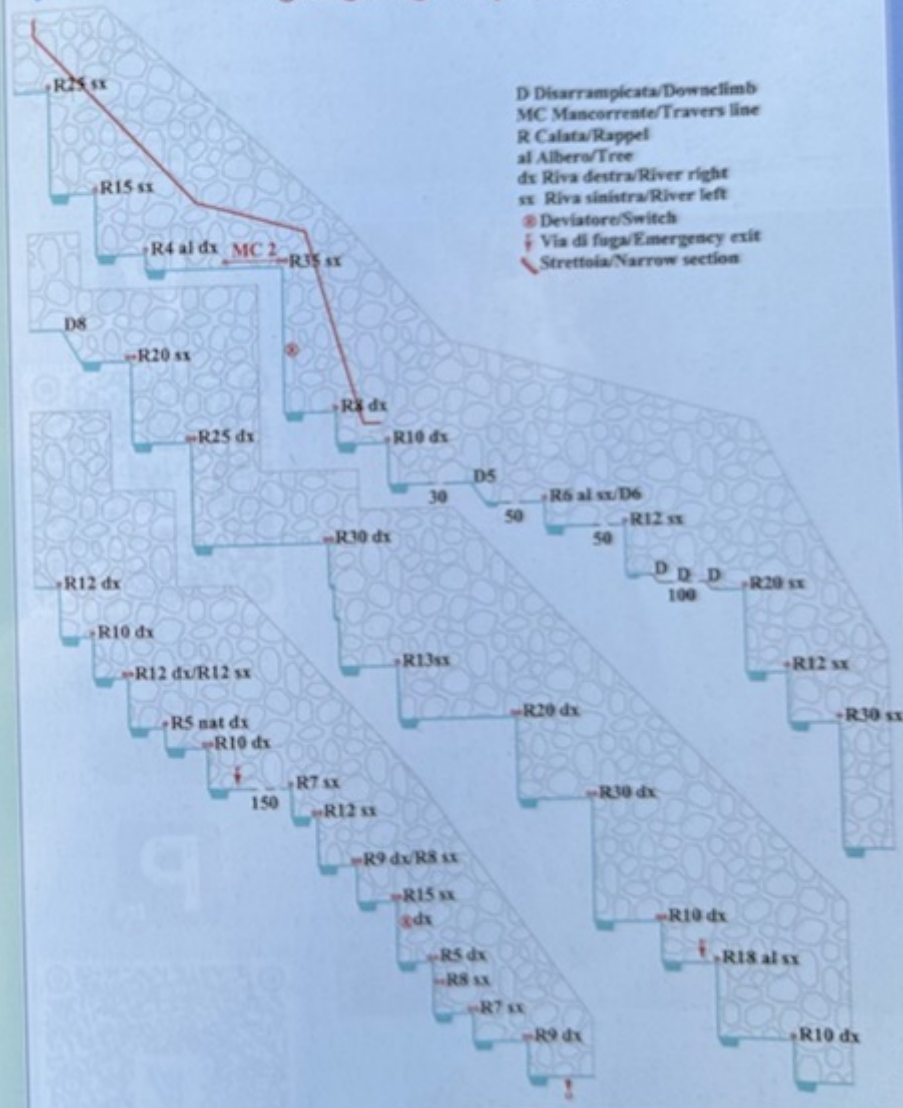 R25 sx
D Disarrampicata/Downclimb
MC Mancorrente/Travers line
R Calata/Rappel
al Albero/Tree
dx Riva destra/River right
sx Riva sinistra/River left
Deviatore/Switch
Via di fuga/Emergency exit
Strettoia/Narrow section
R15 sx
R4 al dx
MC 2
R35 sx
R8 dx
R10 dx
30
D5
50
R6 al sx/D6
50
R12 sx
D D D
100
R20 sx
R12 sx
R30 sx
D8
R20 sx
R25 dx
R30 dx
R13sx
R20 dx
R30 dx
R10 dx
R18 al sx
R10 dx
R12 dx
R10 dx
R12 dx/R12 sx
R5 nat dx
R10 dx
150
R7 sx
R12 sx
R9 dx/R8 sx
R15 sx
dx
R5 dx
R8 sx
R7 sx
R9 dx